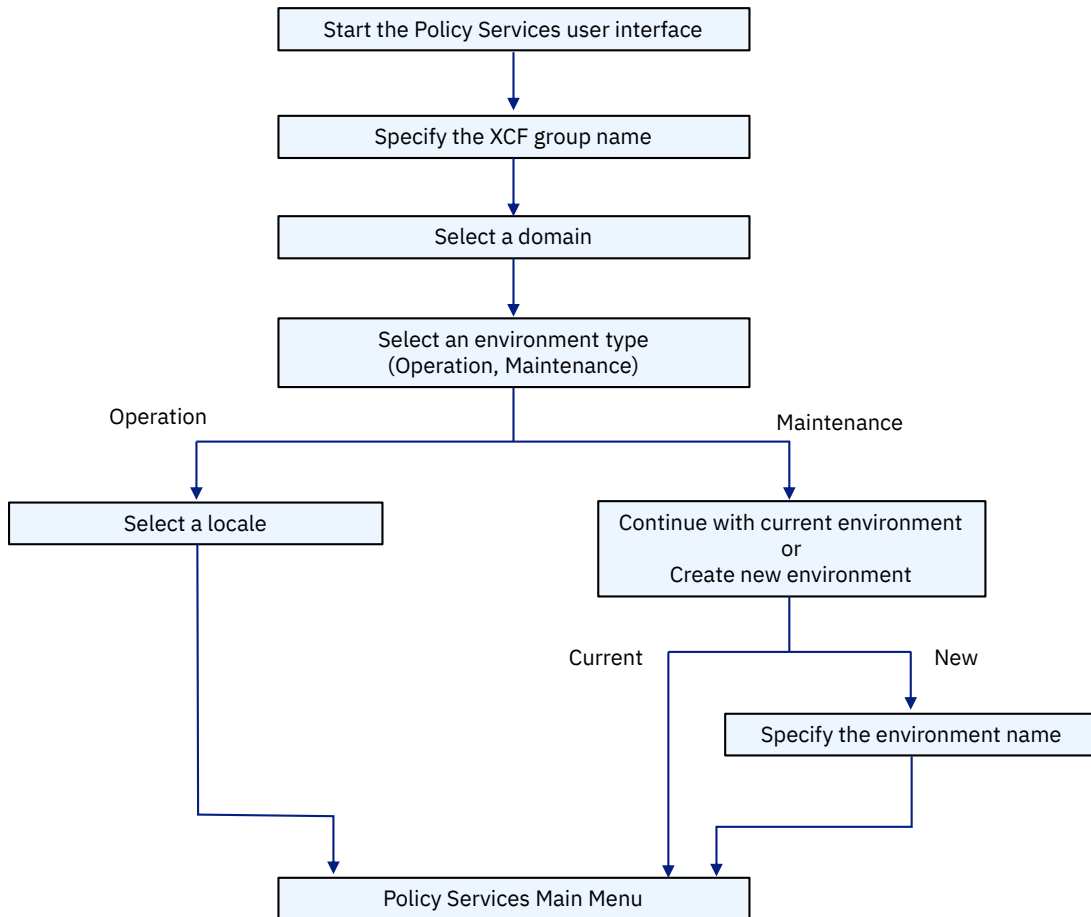 Start the Policy Services user interface
Specify the XCF group name
Select a domain
Select an environment type
(Operation, Maintenance)
Operation
Maintenance
Select a locale
Continue with current environment
or
Create new environment
Current
New
Specify the environment name
Policy Services Main Menu